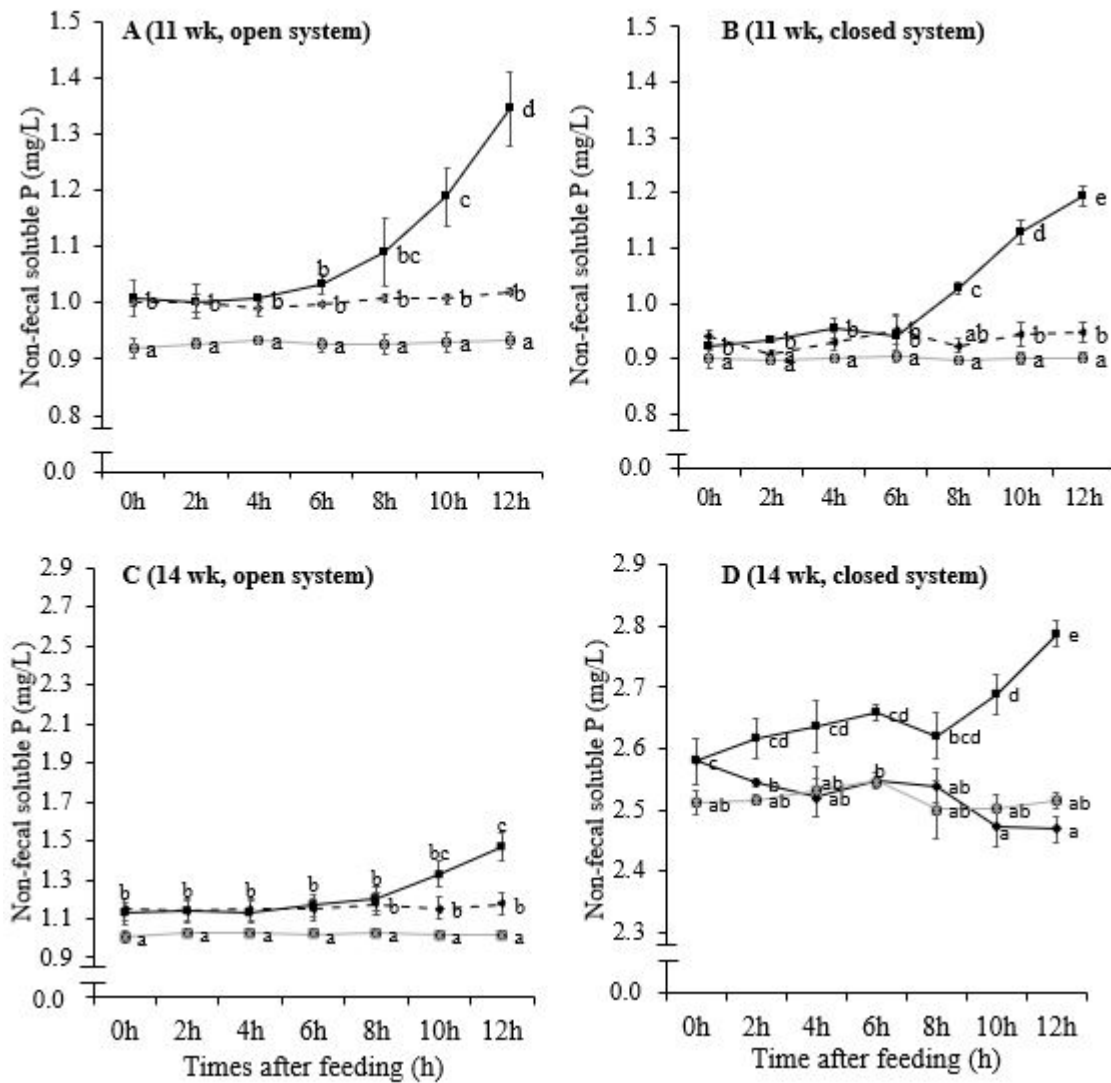 A (11 wk, open system)
Non-fecal soluble P (mg/L)
1.5
1.4
1.3
1.2
1.1
1.0
0.9
0.8
0.0
d
c
bc
b
b b b b b b b
a a a a a a a
0h 2h 4h 6h 8h 10h 12h
B (11 wk, closed system)
Non-fecal soluble P (mg/L)
1.5
1.4
1.3
1.2
1.1
1.0
0.9
0.8
0.0
e
d
c
b b b b ab b b
a a b
a a a a a a
0h 2h 4h 6h 8h 10h 12h
C (14 wk, open system)
Non-fecal soluble P (mg/L)
2.9
2.7
2.5
2.3
2.1
1.9
1.7
1.5
1.3
1.1
0.9
0.0
c
bc
b b b b b
b b b
a a a a a a a
0h 2h 4h 6h 8h 10h 12h
Times after feeding (h)
D (14 wk, closed system)
Non-fecal soluble P (mg/L)
2.9
2.8
2.7
2.6
2.5
2.4
2.3
0.0
e
d
cd cd cd bcd
c b ab b ab
ab ab ab ab ab ab
a a
0h 2h 4h 6h 8h 10h 12h
Time after feeding (h)